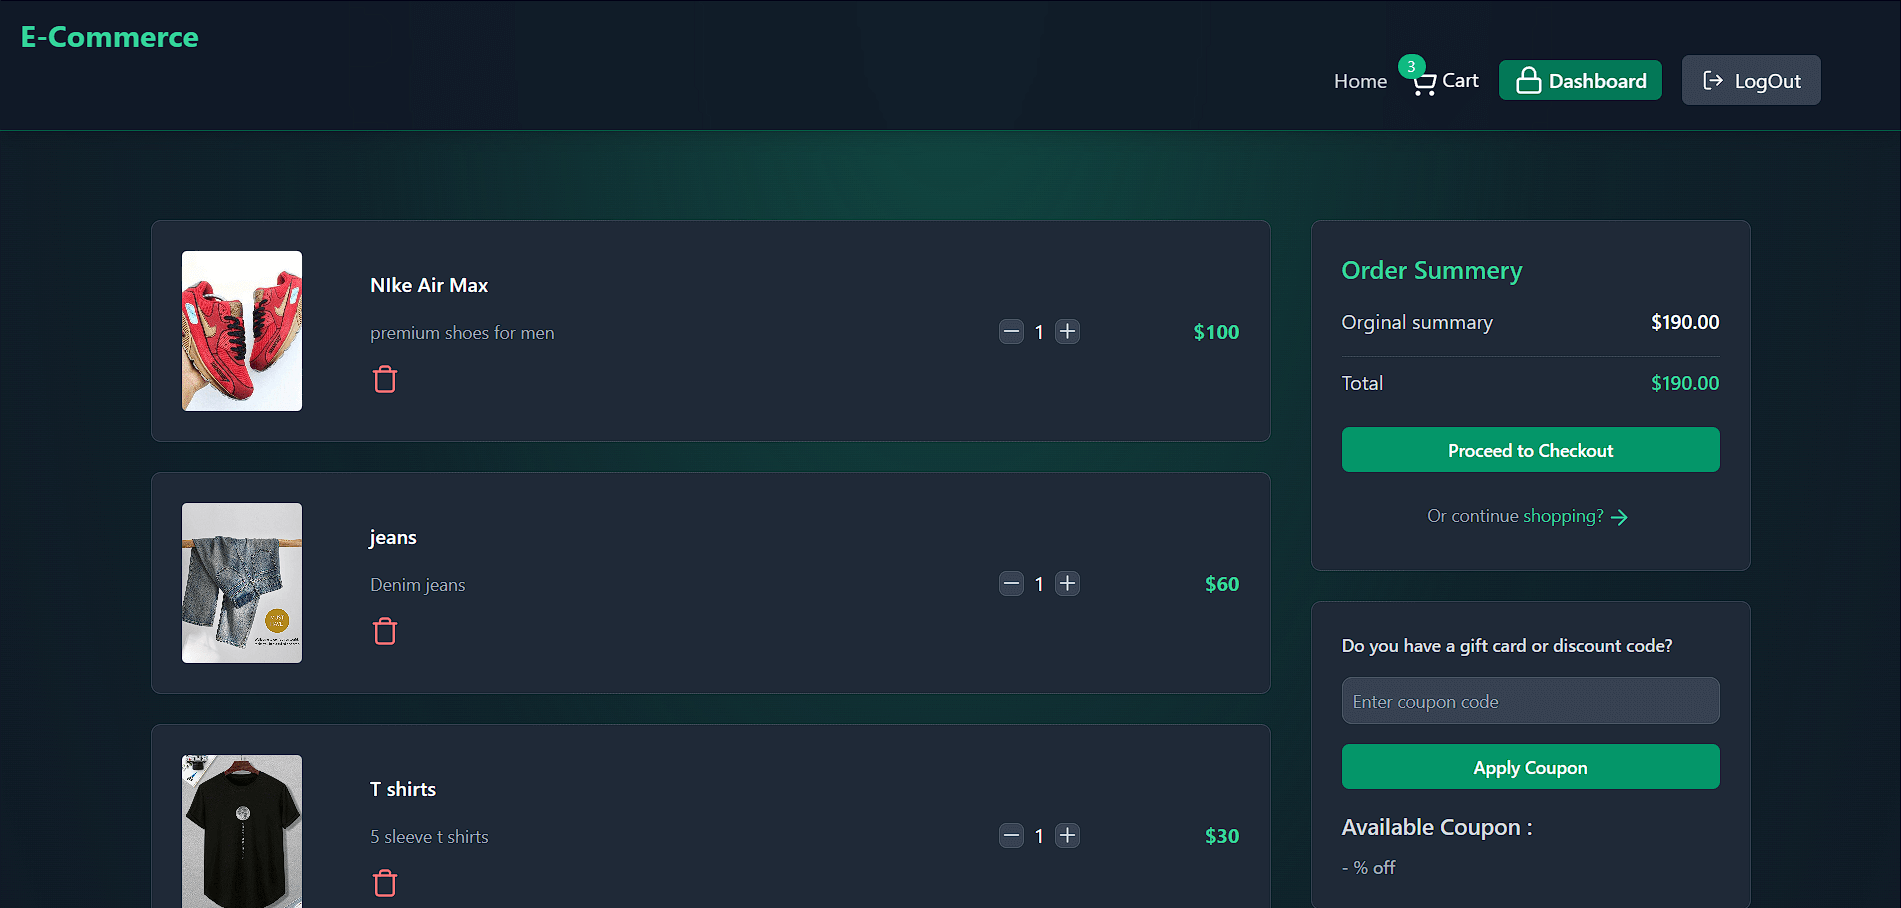 E-Commerce
Home
3
Cart
Dashboard
LogOut
NIke Air Max
premium shoes for men
1
$100
jeans
Denim jeans
1
$60
T shirts
5 sleeve t shirts
1
$30
Order Summery
Orginal summary $190.00
Total $190.00
Proceed to Checkout
Or continue shopping?
Do you have a gift card or discount code?
Enter coupon code
Apply Coupon
Available Coupon :
- % off